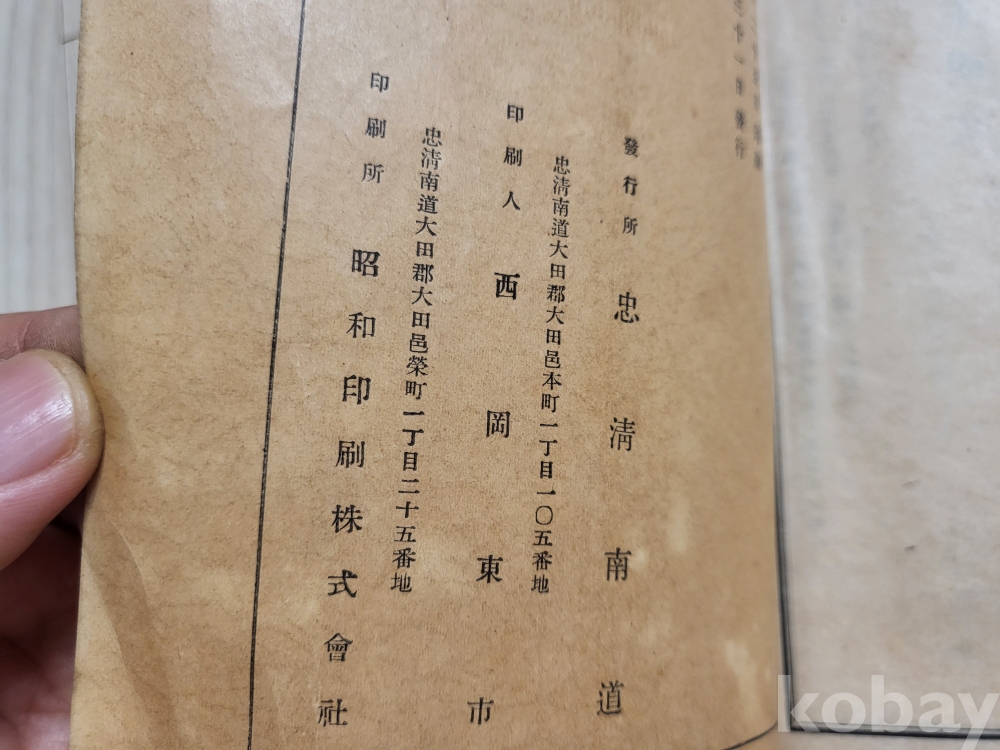 發行所 忠淸南道
忠淸南道大田郡大田邑本町一丁目一〇五番地
印刷人 西岡東市
忠淸南道大田郡大田邑榮町一丁目二十五番地
印刷所 昭和印刷株式會社
kobay